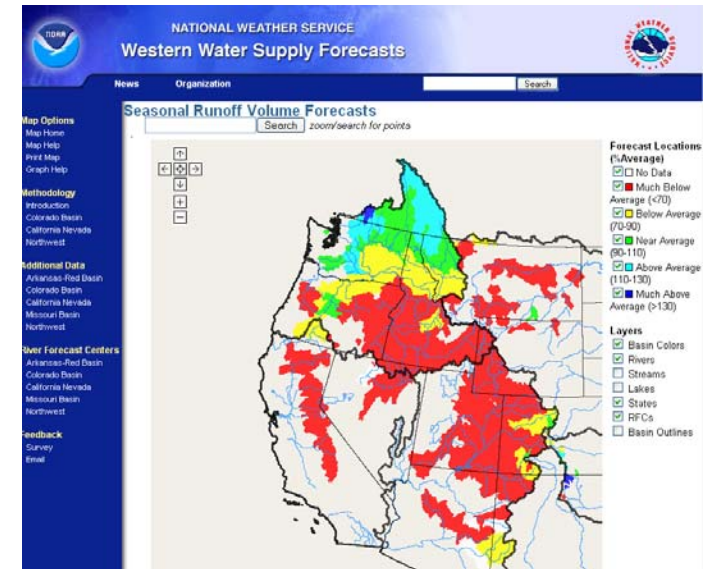 NOAA
NATIONAL WEATHER SERVICE
Western Water Supply Forecasts
NATIONAL WEATHER SERVICE
News Organization Search
Map Options
Map Home
Map Help
Print Map
Graph Help
Methodology
Introduction
Colorado Basin
California Nevada
Northwest
Additional Data
Arkansas-Red Basin
Colorado Basin
California Nevada
Missouri Basin
Northwest
River Forecast Centers
Arkansas-Red Basin
Colorado Basin
California Nevada
Missouri Basin
Northwest
Feedback
Survey
Email
Seasonal Runoff Volume Forecasts
Search zoom/search for points
Forecast Locations
(%Average)
No Data
Much Below
Average (<70)
Below Average
(70-90)
Near Average
(90-110)
Above Average
(110-130)
Much Above
Average (>130)
Layers
Basin Colors
Rivers
Streams
Lakes
States
RFCs
Basin Outlines